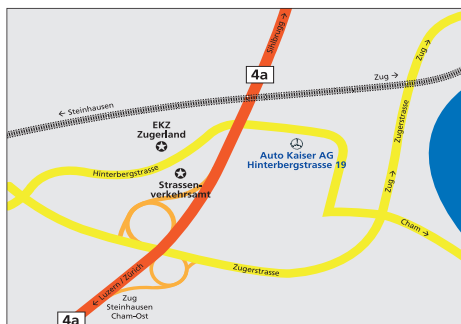 Sihlbrugg →
4a
Zug →
Zug →
← Steinhausen
EKZ
Zugerland
Zugerstrasse
Auto Kaiser AG
Hinterbergstrasse 19
Hinterbergstrasse
Strassen-
verkehrsamt
Zug →
Cham →
Zugerstrasse
← Luzern / Zürich
Zug
Steinhausen
Cham-Ost
4a